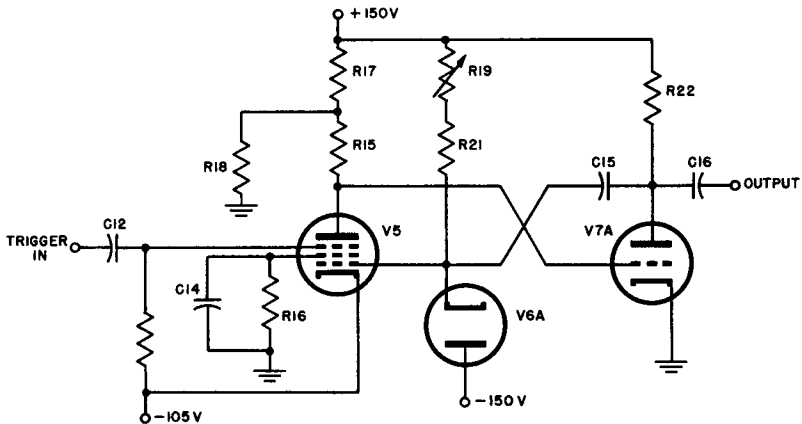 +150V
R17
R19
R22
R15
R21
R18
C15
C16
OUTPUT
C12
V5
V7A
TRIGGER
IN
C14
R16
V6A
-150V
-105V